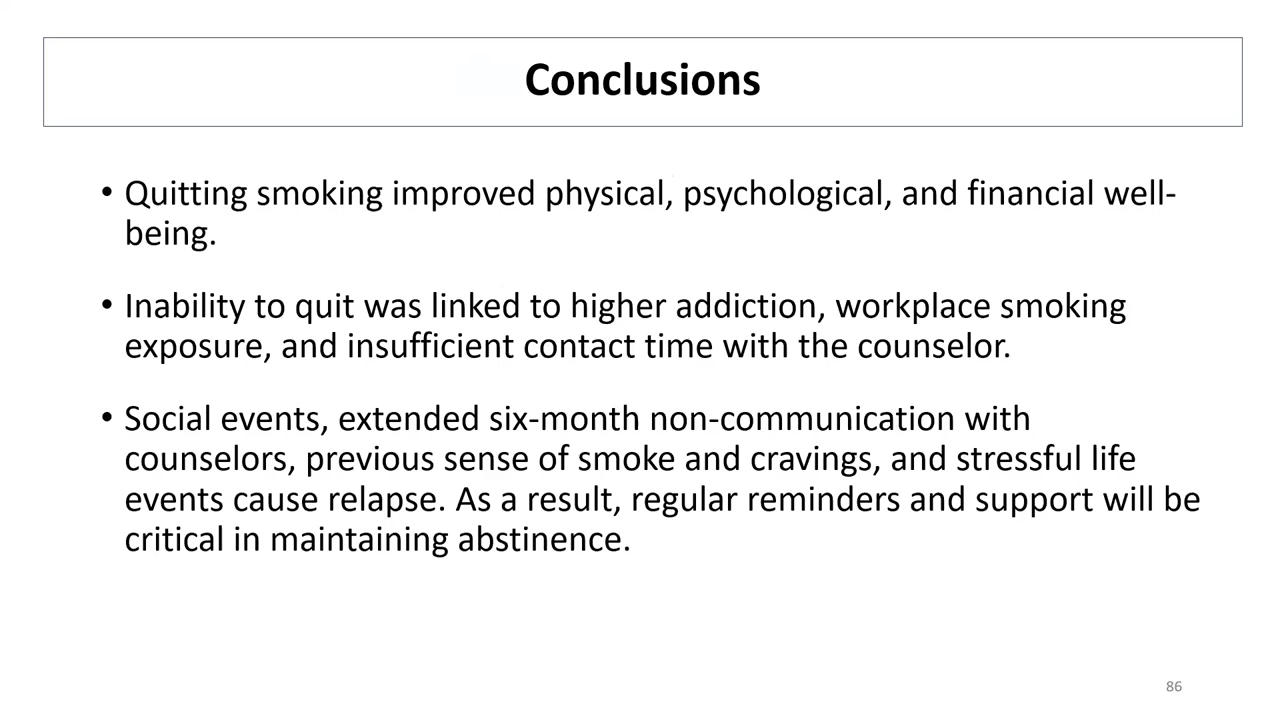 Conclusions
• Quitting smoking improved physical, psychological, and financial well-
being.
• Inability to quit was linked to higher addiction, workplace smoking
exposure, and insufficient contact time with the counselor.
• Social events, extended six-month non-communication with
counselors, previous sense of smoke and cravings, and stressful life
events cause relapse. As a result, regular reminders and support will be
critical in maintaining abstinence.
86